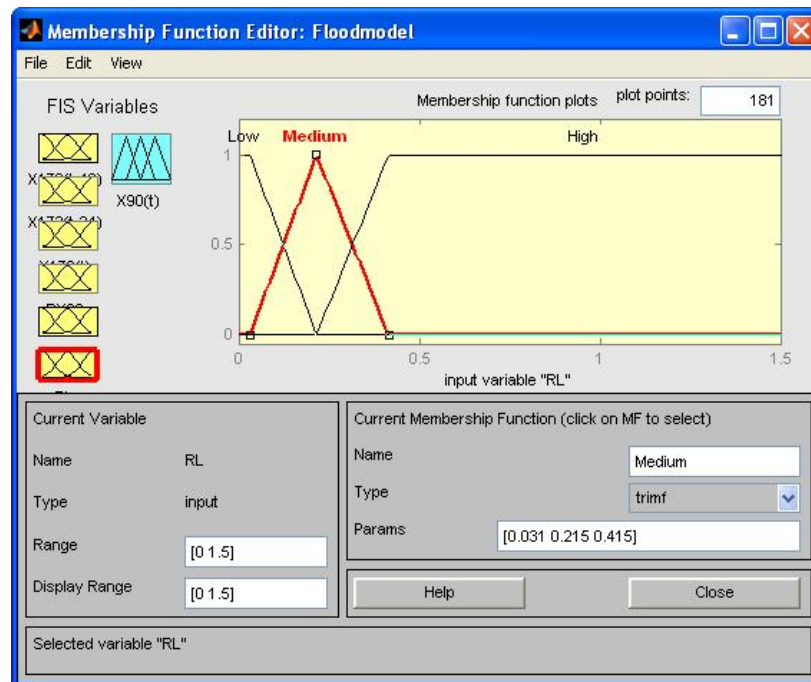 Membership Function Editor: Floodmodel
File Edit View
FIS Variables
Membership function plots plot points: 181
X90(t)
Low Medium High
1
0.5
0
0 0.5 1 1.5
input variable "RL"
Current Variable
Name RL
Type input
Range [0 1.5]
Display Range [0 1.5]
Current Membership Function (click on MF to select)
Name Medium
Type trimf
Params [0.031 0.215 0.415]
Help Close
Selected variable "RL"